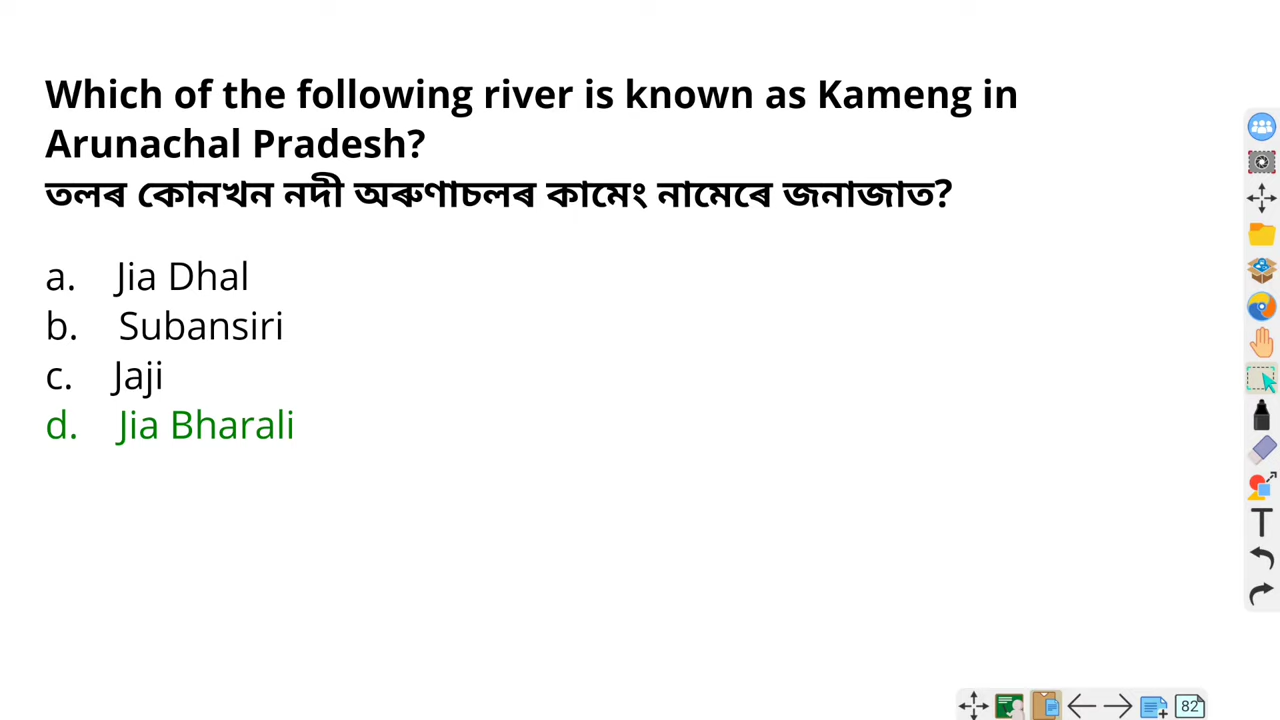 Which of the following river is known as Kameng in
Arunachal Pradesh?
তলৰ কোনখন নদী অৰুণাচলৰ কামেং নামেৰে জনাজাত?
a. Jia Dhal
b. Subansiri
c. Jaji
d. Jia Bharali
T
82